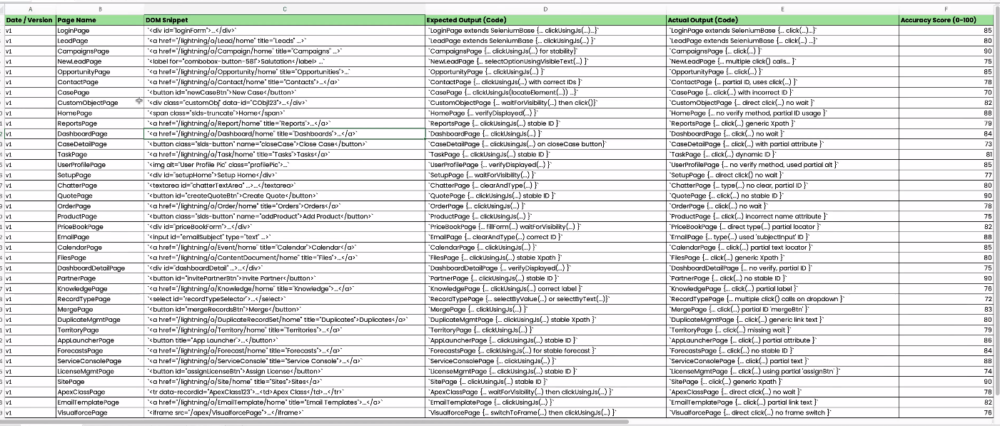 A B C D E F
Date / Version Page Name DOM Snippet Expected Output (Code) Actual Output (Code) Accuracy Score (0-100)
v1 LoginPage `<div id="loginForm">…</div>` `LoginPage extends SeleniumBase {… clickUsingJs(…)…}` `LoginPage extends SeleniumBase {… click(…)…}` 85
v1 LeadPage `<a href="/lightning/o/Lead/home" title="Leads" …>` `LeadPage extends SeleniumBase {… clickUsingJs(…) }` `LeadPage extends SeleniumBase {… click(…) }` 80
v1 CampaignsPage `<a href="/lightning/o/Campaign/home" title="Campaigns" …>` `CampaignsPage {… clickUsingJs(…) for stability}` `CampaignsPage {… click(…) }` 90
v1 NewLeadPage `<label for="combobox-button-581">Salutation</label> …` `NewLeadPage {… selectOptionUsingVisibleText(…) }` `NewLeadPage {… multiple click() calls… }` 75
v1 OpportunityPage `<a href="/lightning/o/Opportunity/home" title="Opportunities">…` `OpportunityPage {… clickUsingJs(…) }` `OpportunityPage {… click(…) }` 85
v1 ContactPage `<a href="/lightning/o/Contact/home" title="Contacts">…</a>` `ContactPage {… clickUsingJs(…) with correct IDs }` `ContactPage {… partial ID, uses click(…) }` 78
v1 CasePage `<button id="newCaseBtn">New Case</button>` `CasePage {… clickUsingJs(locateElement(…)) …}` `CasePage {… click(…) with incorrect ID }` 70
v1 CustomObjectPage `<div class="customObj" data-id="CObj123">…</div>` `CustomObjectPage {… waitForVisibility(…) then click()}` `CustomObjectPage {… direct click(…) no wait }` 82
v1 HomePage `<span class="slds-truncate">Home</span>` `HomePage {… verifyDisplayed(…) }` `HomePage {… no verify method, partial ID usage }` 88
v1 ReportsPage `<a href="/lightning/o/Report/home" title="Reports">…</a>` `ReportsPage {… clickUsingJs(…) stable ID }` `ReportsPage {… click(…) generic Xpath }` 79
v1 DashboardPage `<a href="/lightning/o/Dashboard/home" title="Dashboards">…</a>` `DashboardPage {… clickUsingJs(…) }` `DashboardPage {… click(…) no wait }` 84
v1 CaseDetailPage `<button class="slds-button" name="closeCase">Close Case</button>` `CaseDetailPage {… clickUsingJs(…) on closeCase button}` `CaseDetailPage {… click(…) with partial attribute }` 73
v1 TaskPage `<a href="/lightning/o/Task/home" title="Tasks">Tasks</a>` `TaskPage {… clickUsingJs(…) stable ID }` `TaskPage {… click(…) dynamic ID }` 81
v1 UserProfilePage `<img alt="User Profile Pic" class="profilePic">…` `UserProfilePage {… verifyDisplayed(…) }` `UserProfilePage {… no verify method, used partial alt }` 85
v1 SetupPage `<div id="setupHome">Setup Home</div>` `SetupPage {… waitForVisibility(…) }` `SetupPage {… direct click() no wait }` 77
v1 ChatterPage `<textarea id="chatterTextArea" …>…</textarea>` `ChatterPage {… clearAndType(…) }` `ChatterPage {… type(…) no clear, partial ID }` 80
v1 QuotePage `<button id="createQuoteBtn">Create Quote</button>` `QuotePage {… clickUsingJs(…) stable ID }` `QuotePage {… click(…) no stable ID }` 90
v1 OrderPage `<a href="/lightning/o/Order/home" title="Orders">Orders</a>` `OrderPage {… clickUsingJs(…) }` `OrderPage {… click(…) no wait }` 78
v1 ProductPage `<button class="slds-button" name="addProduct">Add Product</button>` `ProductPage {… clickUsingJs(…) }` `ProductPage {… click(…) incorrect name attribute }` 75
v1 PriceBookPage `<div id="priceBookForm">…</div>` `PriceBookPage {… fillForm(…) waitForVisibility(…) }` `PriceBookPage {… direct type(…) partial locator }` 82
v1 EmailPage `<input id="emailSubject" type="text" …>` `EmailPage {… clearAndType(…) correct ID }` `EmailPage {… type(…) used 'subjectInput' ID }` 88
v1 CalendarPage `<a href="/lightning/o/Event/home" title="Calendar">Calendar</a>` `CalendarPage {… clickUsingJs(…) }` `CalendarPage {… click(…) partial text locator }` 85
v1 FilesPage `<a href="/lightning/o/ContentDocument/home" title="Files">…</a>` `FilesPage {… clickUsingJs(…) stable Xpath }` `FilesPage {… click(…) generic Xpath }` 80
v1 DashboardDetailPage `<div id="dashboardDetail" …>…</div>` `DashboardDetailPage {… verifyDisplayed(…) }` `DashboardDetailPage {… no verify, partial ID }` 75
v1 PartnerPage `<button id="invitePartnerBtn">Invite Partner</button>` `PartnerPage {… clickUsingJs(…) stable ID }` `PartnerPage {… click(…) no stable ID }` 90
v1 KnowledgePage `<a href="/lightning/o/Knowledge/home" title="Knowledge">…</a>` `KnowledgePage {… clickUsingJs(…) correct label }` `KnowledgePage {… click(…) partial label }` 76
v1 RecordTypePage `<select id="recordTypeSelector">…</select>` `RecordTypePage {… selectByValue(…) or selectByText(…)}` `RecordTypePage {… multiple click() calls on dropdown }` 72
v1 MergePage `<button id="mergeRecordsBtn">Merge</button>` `MergePage {… clickUsingJs(…) }` `MergePage {… click(…) partial ID 'mergeBtn' }` 83
v1 DuplicateMgmtPage `<a href="/lightning/o/DuplicateRecordSet/home" title="Duplicates">Duplicates</a>` `DuplicateMgmtPage {… clickUsingJs(…) stable Xpath }` `DuplicateMgmtPage {… click(…) generic link text }` 80
v1 TerritoryPage `<a href="/lightning/o/Territory/home" title="Territories">…</a>` `TerritoryPage {… clickUsingJs(…) }` `TerritoryPage {… click(…) missing wait }` 79
v1 AppLauncherPage `<button title="App Launcher">…</button>` `AppLauncherPage {… clickUsingJs(…) stable ID }` `AppLauncherPage {… click(…) partial attribute }` 86
v1 ForecastsPage `<a href="/lightning/o/Forecast/home" title="Forecasts">…</a>` `ForecastsPage {… clickUsingJs(…) for stable forecast }` `ForecastsPage {… click(…) no stable ID }` 84
v1 ServiceConsolePage `<a href="/lightning/o/ServiceConsole" title="Service Console">…</a>` `ServiceConsolePage {… clickUsingJs(…) }` `ServiceConsolePage {… click(…) partial text }` 88
v1 LicenseMgmtPage `<button id="assignLicenseBtn">Assign License</button>` `LicenseMgmtPage {… clickUsingJs(…) stable ID }` `LicenseMgmtPage {… click(…) using partial 'assignBtn' }` 74
v1 SitePage `<a href="/lightning/o/Site/home" title="Sites">Sites</a>` `SitePage {… clickUsingJs(…) stable ID }` `SitePage {… click(…) generic Xpath }` 90
v1 ApexClassPage `<tr data-recordid="ApexClass123">…<td>Apex Class</td>…</tr>` `ApexClassPage {… waitForVisibility(…) then clickUsingJs(…) }` `ApexClassPage {… direct click(…) no wait }` 78
v1 EmailTemplatePage `<a href="/lightning/o/EmailTemplate/home" title="Email Templates">…</a>` `EmailTemplatePage {… clickUsingJs(…) }` `EmailTemplatePage {… click(…) partial link text }` 82
v1 VisualforcePage `<iframe src="/apex/VisualforcePage">…</iframe>` `VisualforcePage {… switchToFrame(…) then clickUsingJs(…) }` `VisualforcePage {… direct click(…) no frame switch }` 76